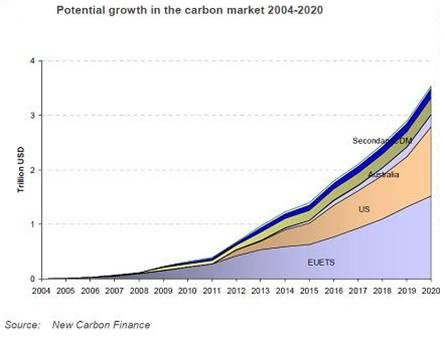 Potential growth in the carbon market 2004-2020
4
3
2
1
0
Trillion USD
Secondary CDM
Australia
US
EUETS
2004 2005 2006 2007 2008 2009 2010 2011 2012 2013 2014 2015 2016 2017 2018 2019 2020
Source: New Carbon Finance